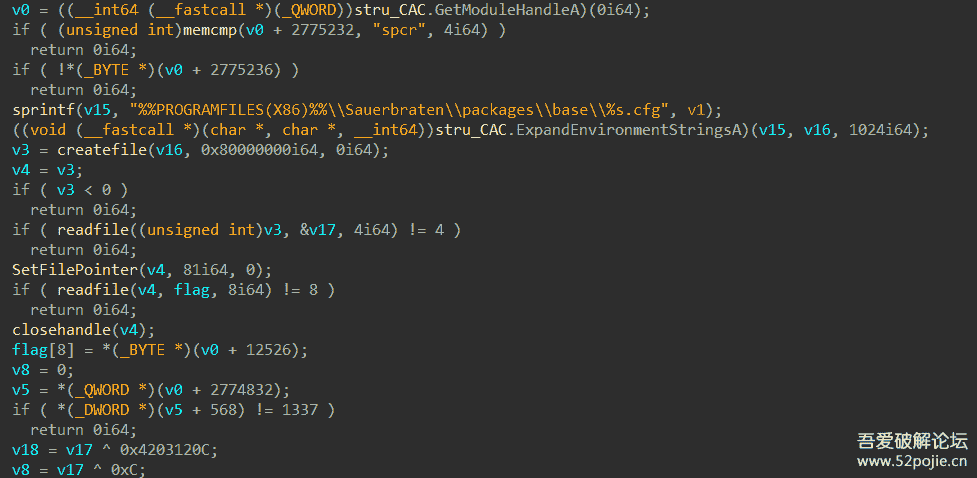 v0 = ((__int64 (__fastcall *)(_QWORD))stru_CAC.GetModuleHandleA)(0i64);
if ( (unsigned int)memcmp(v0 + 2775232, "spcr", 4i64) )
return 0i64;
if ( !*(_BYTE *)(v0 + 2775236) )
return 0i64;
sprintf(v15, "%%PROGRAMFILES(X86)%%\\Sauerbraten\\packages\\base\\%s.cfg", v1);
((void (__fastcall *)(char *, char *, __int64))stru_CAC.ExpandEnvironmentStringsA)(v15, v16, 1024i64);
v3 = createfile(v16, 0x80000000i64, 0i64);
v4 = v3;
if ( v3 < 0 )
return 0i64;
if ( readfile((unsigned int)v3, &v17, 4i64) != 4 )
return 0i64;
SetFilePointer(v4, 81i64, 0);
if ( readfile(v4, flag, 8i64) != 8 )
return 0i64;
closehandle(v4);
flag[8] = *(_BYTE *)(v0 + 12526);
v8 = 0;
v5 = *(_QWORD *)(v0 + 2774832);
if ( *(_DWORD *)(v5 + 568) != 1337 )
return 0i64;
v18 = v17 ^ 0x4203120C;
v8 = v17 ^ 0xC;
吾爱破解论坛
www.52pojie.cn